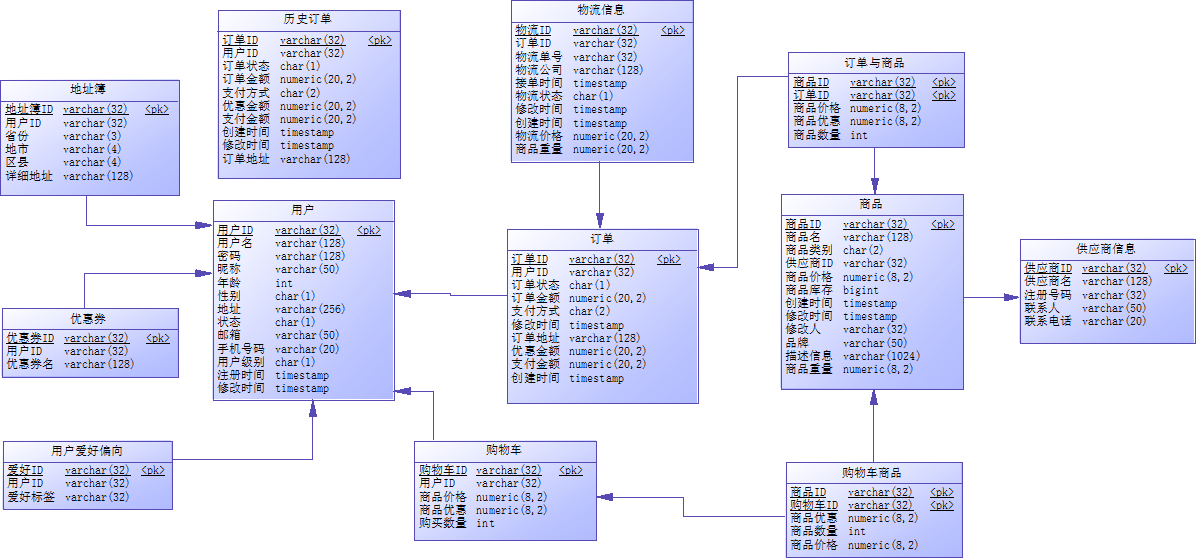 历史订单
订单ID varchar(32) <pk>
用户ID varchar(32)
订单状态 char(1)
订单金额 numeric(20,2)
支付方式 char(2)
优惠金额 numeric(20,2)
支付金额 numeric(20,2)
创建时间 timestamp
修改时间 timestamp
订单地址 varchar(128)
物流信息
物流ID varchar(32) <pk>
订单ID varchar(32)
物流单号 varchar(32)
物流公司 varchar(128)
接单时间 timestamp
物流状态 char(1)
修改时间 timestamp
创建时间 timestamp
物流价格 numeric(20,2)
商品重量 numeric(20,2)
订单与商品
商品ID varchar(32) <pk>
订单ID varchar(32) <pk>
商品价格 numeric(8,2)
商品优惠 numeric(8,2)
商品数量 int
地址簿
地址簿ID varchar(32) <pk>
用户ID varchar(32)
省份 varchar(3)
地市 varchar(4)
区县 varchar(4)
详细地址 varchar(128)
用户
用户ID varchar(32) <pk>
用户名 varchar(128)
密码 varchar(128)
昵称 varchar(50)
年龄 int
性别 char(1)
地址 varchar(256)
状态 char(1)
邮箱 varchar(50)
手机号码 varchar(20)
用户级别 char(1)
注册时间 timestamp
修改时间 timestamp
订单
订单ID varchar(32) <pk>
用户ID varchar(32)
订单状态 char(1)
订单金额 numeric(20,2)
支付方式 char(2)
修改时间 timestamp
订单地址 varchar(128)
优惠金额 numeric(20,2)
支付金额 numeric(20,2)
创建时间 timestamp
商品
商品ID varchar(32) <pk>
商品名 varchar(128)
商品类别 char(2)
供应商ID varchar(32)
商品价格 numeric(8,2)
商品库存 bigint
创建时间 timestamp
修改时间 timestamp
修改人 varchar(32)
品牌 varchar(50)
描述信息 varchar(1024)
商品重量 numeric(8,2)
供应商信息
供应商ID varchar(32) <pk>
供应商名 varchar(128)
注册号码 varchar(32)
联系人 varchar(50)
联系电话 varchar(20)
优惠券
优惠券ID varchar(32) <pk>
用户ID varchar(32)
优惠券名 varchar(128)
用户爱好偏向
爱好ID varchar(32) <pk>
用户ID varchar(32)
爱好标签 varchar(32)
购物车
购物车ID varchar(32) <pk>
用户ID varchar(32)
商品价格 numeric(8,2)
商品优惠 numeric(8,2)
购买数量 int
购物车商品
商品ID varchar(32) <pk>
购物车ID varchar(32) <pk>
商品优惠 numeric(8,2)
商品数量 int
商品价格 numeric(8,2)